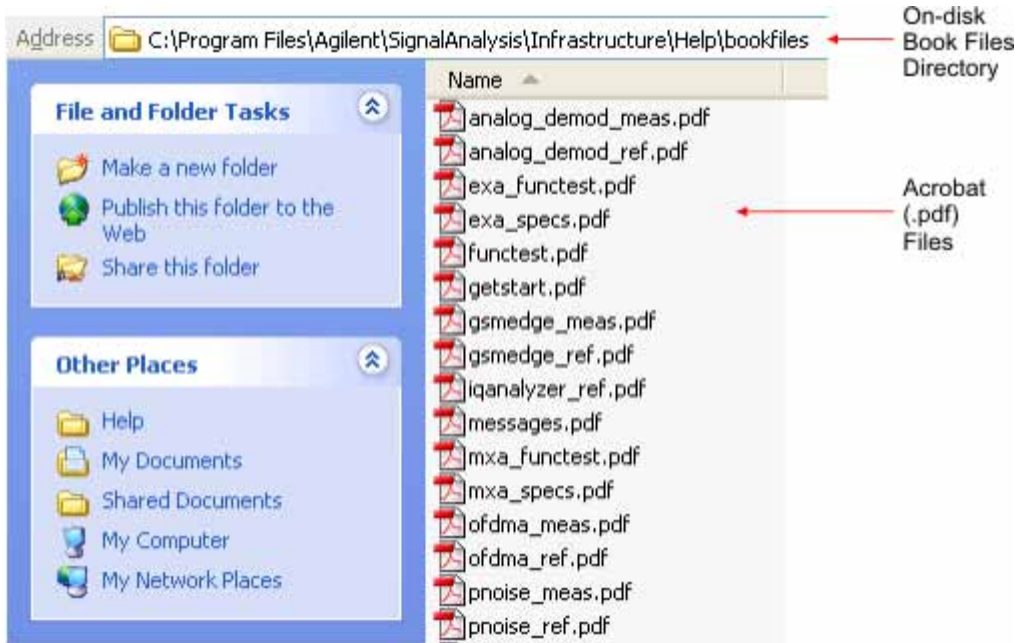 Address C:\Program Files\Agilent\SignalAnalysis\Infrastructure\Help\bookfiles
On-disk
Book Files
Directory
File and Folder Tasks
Make a new folder
Publish this folder to the
Web
Share this folder
Other Places
Help
My Documents
Shared Documents
My Computer
My Network Places
Name
analog_demod_meas.pdf
analog_demod_ref.pdf
exa_functest.pdf
exa_specs.pdf
functest.pdf
getstart.pdf
gsmedge_meas.pdf
gsmedge_ref.pdf
iqanalyzer_ref.pdf
messages.pdf
mxa_functest.pdf
mxa_specs.pdf
ofdma_meas.pdf
ofdma_ref.pdf
pnoise_meas.pdf
pnoise_ref.pdf
Acrobat
(.pdf)
Files